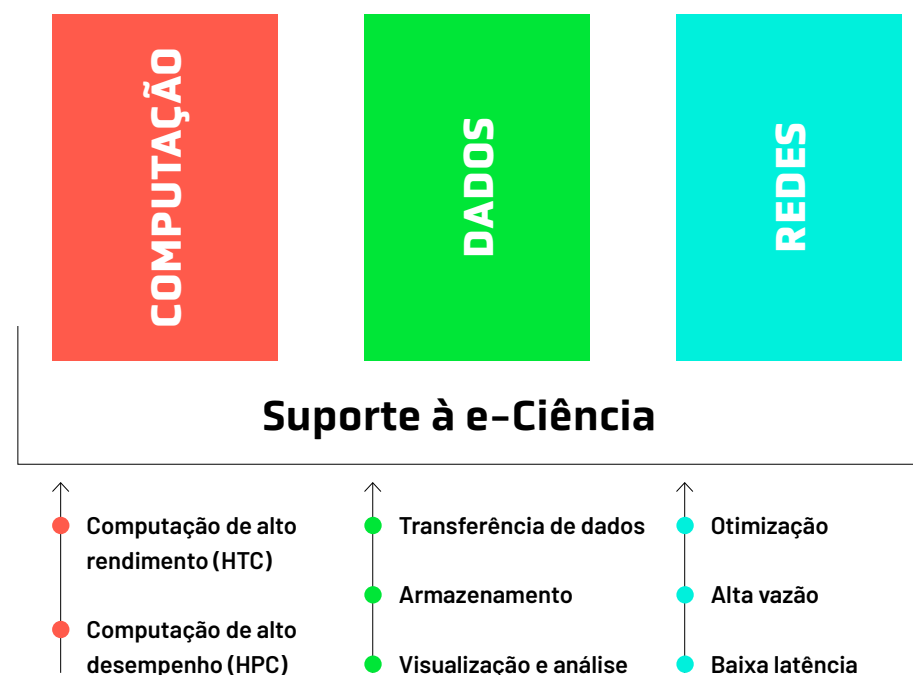 COMPUTAÇÃO
DADOS
REDES
Suporte à e-Ciência
Computação de alto
rendimento (HTC)
Computação de alto
desempenho (HPC)
Transferência de dados
Armazenamento
Visualização e análise
Otimização
Alta vazão
Baixa latência